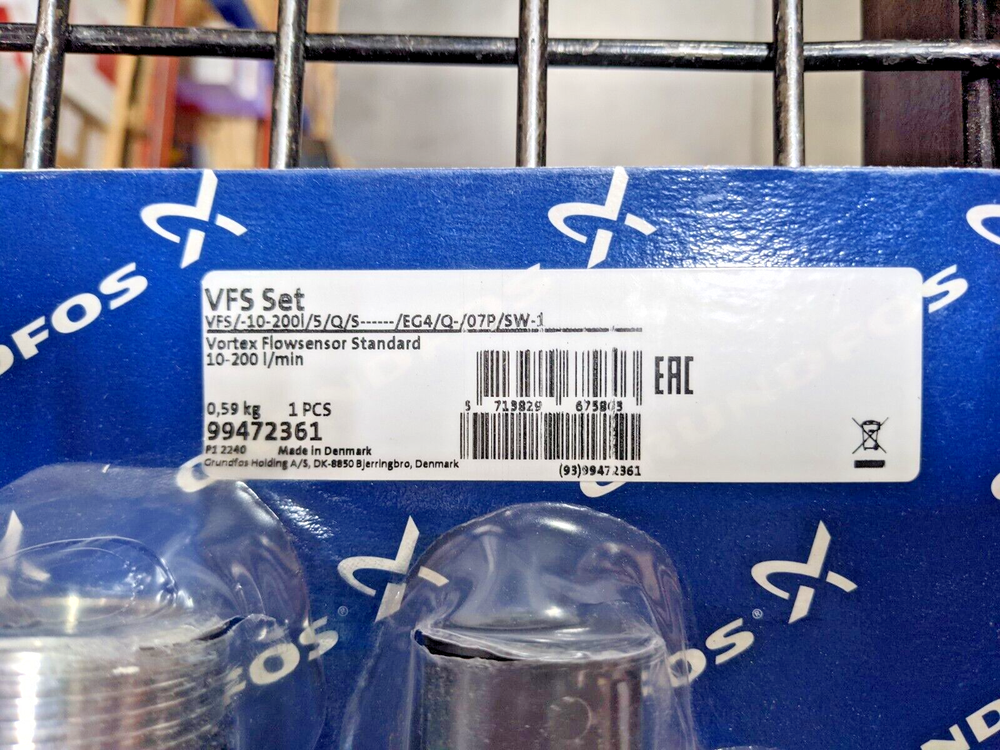 VFS Set
VFS/-10-200l/5/Q/S------/EG4/Q-/07P/SW-1
Vortex Flowsensor Standard
10-200 l/min
EAC
0,59 kg 1 PCS
5 713829 675803
99472361
P1 2240 Made in Denmark
Grundfos Holding A/S, DK-8850 Bjerringbro, Denmark
(93)99472361